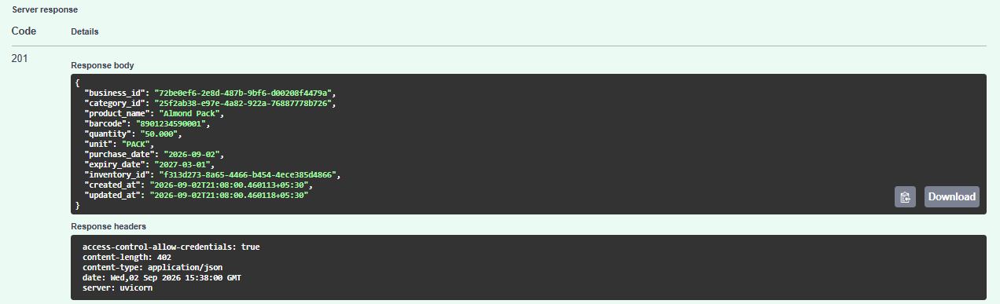 Server response
Code Details
201
Response body
{
"business_id": "72be0ef6-2e8d-487b-9bf6-d00208f4479a",
"category_id": "25f2ab38-e97e-4a82-922a-76887778b726",
"product_name": "Almond Pack",
"barcode": "8901234590001",
"quantity": "50.000",
"unit": "PACK",
"purchase_date": "2026-09-02",
"expiry_date": "2027-03-01",
"inventory_id": "f313d273-8a65-4466-b454-4ece385d4866",
"created_at": "2026-09-02T21:08:00.460113+05:30",
"updated_at": "2026-09-02T21:08:00.460118+05:30"
}
Download
Response headers
access-control-allow-credentials: true
content-length: 402
content-type: application/json
date: Wed,02 Sep 2026 15:38:00 GMT
server: uvicorn